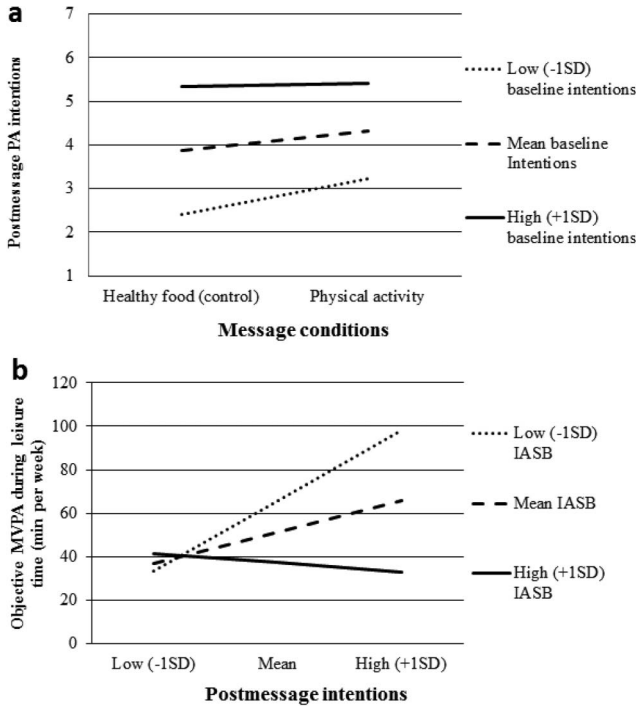 a
Postmessage PA intentions
7
6
5
4
3
2
1
Healthy food (control)
Physical activity
Message conditions
Low (-1SD)
baseline intentions
Mean baseline
Intentions
High (+1SD)
baseline intentions
b
Objective MVPA during leisure
time (min per week)
120
100
80
60
40
20
0
Low (-1SD)
Mean
High (+1SD)
Postmessage intentions
Low (-1SD)
IASB
Mean IASB
High (+1SD)
IASB